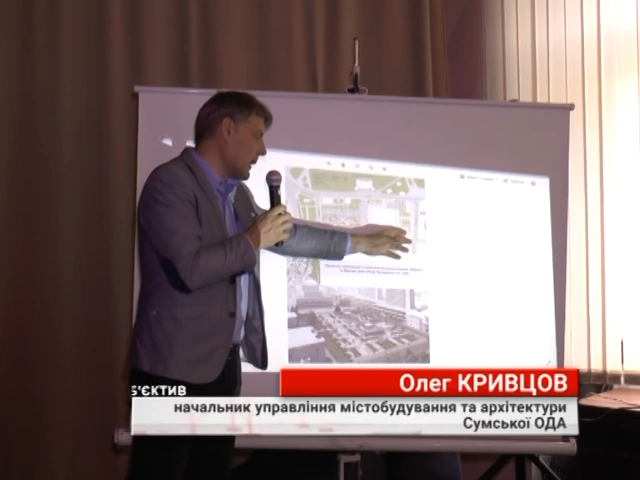 Б'ЄКТИВ
Олег КРИВЦОВ
начальник управління містобудування та архітектури
Сумської ОДА